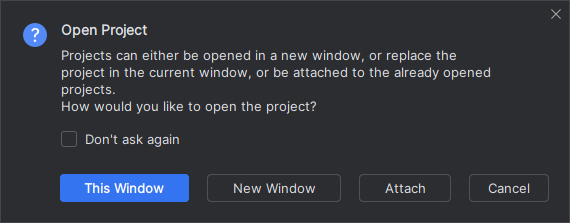 Open Project
Projects can either be opened in a new window, or replace the
project in the current window, or be attached to the already opened
projects.
How would you like to open the project?
Don't ask again
This Window
New Window
Attach
Cancel